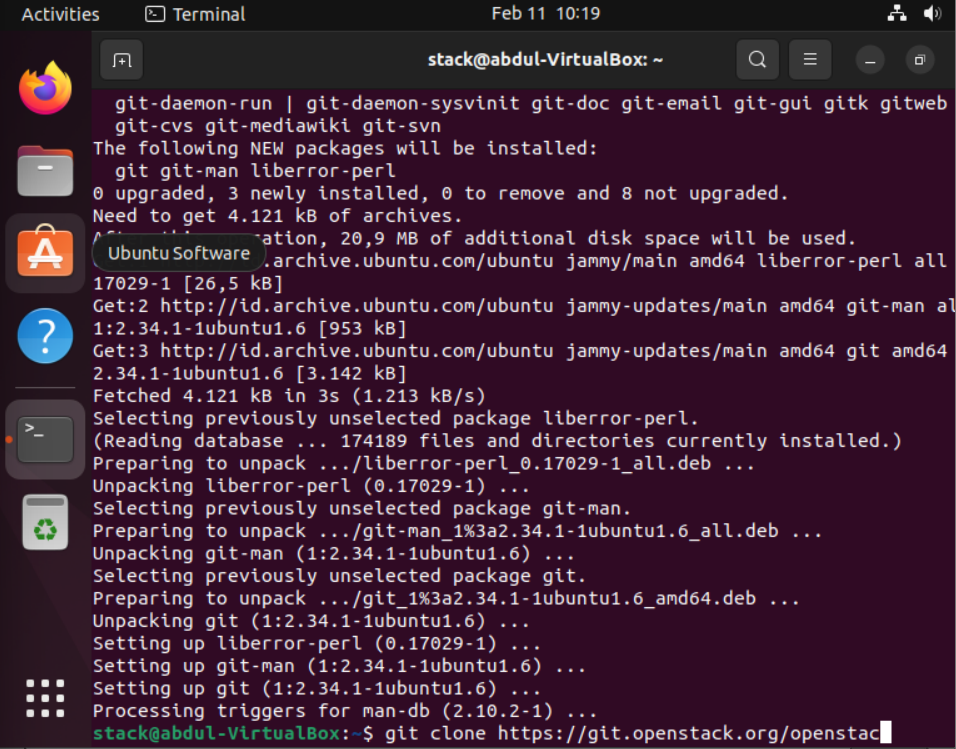 Activities
Terminal
Feb 11 10:19
stack@abdul-VirtualBox: ~
git-daemon-run | git-daemon-sysvinit git-doc git-email git-gui gitk gitweb
git-cvs git-mediawiki git-svn
The following NEW packages will be installed:
git git-man liberror-perl
0 upgraded, 3 newly installed, 0 to remove and 8 not upgraded.
Need to get 4.121 kB of archives.
ation, 20,9 MB of additional disk space will be used.
Ubuntu Software
.archive.ubuntu.com/ubuntu jammy/main amd64 liberror-perl all
17029-1 [26,5 kB]
Get:2 http://id.archive.ubuntu.com/ubuntu jammy-updates/main amd64 git-man al
1:2.34.1-1ubuntu1.6 [953 kB]
Get:3 http://id.archive.ubuntu.com/ubuntu jammy-updates/main amd64 git amd64
2.34.1-1ubuntu1.6 [3.142 kB]
Fetched 4.121 kB in 3s (1.213 kB/s)
Selecting previously unselected package liberror-perl.
(Reading database ... 174189 files and directories currently installed.)
Preparing to unpack .../liberror-perl_0.17029-1_all.deb ...
Unpacking liberror-perl (0.17029-1) ...
Selecting previously unselected package git-man.
Preparing to unpack .../git-man_1%3a2.34.1-1ubuntu1.6_all.deb ...
Unpacking git-man (1:2.34.1-1ubuntu1.6) ...
Selecting previously unselected package git.
Preparing to unpack .../git_1%3a2.34.1-1ubuntu1.6_amd64.deb ...
Unpacking git (1:2.34.1-1ubuntu1.6) ...
Setting up liberror-perl (0.17029-1) ...
Setting up git-man (1:2.34.1-1ubuntu1.6) ...
Setting up git (1:2.34.1-1ubuntu1.6) ...
Processing triggers for man-db (2.10.2-1) ...
stack@abdul-VirtualBox:~$ git clone https://git.openstack.org/openstac